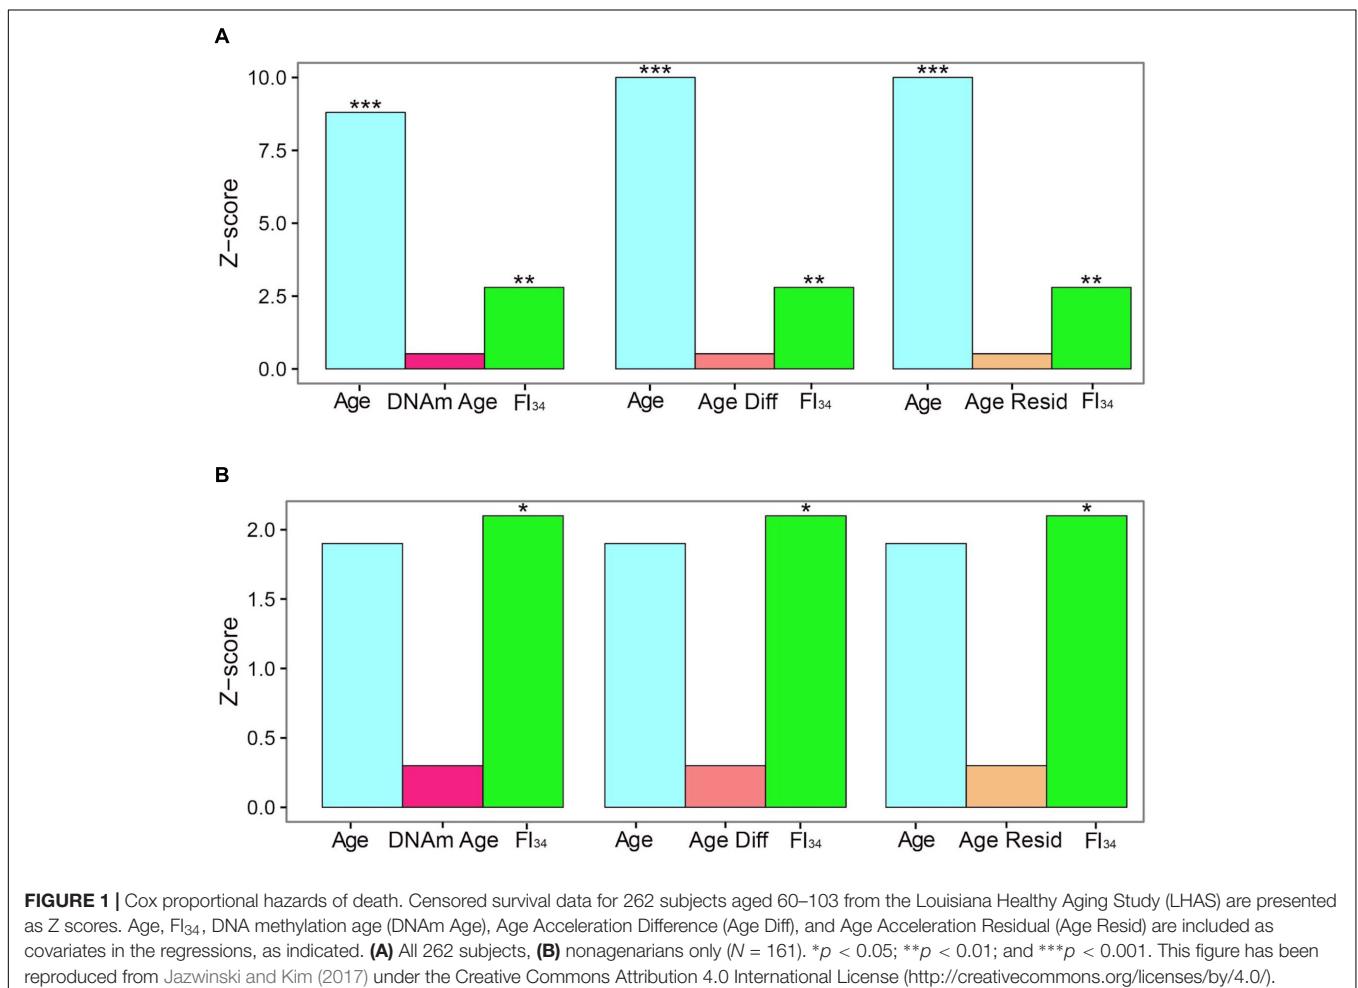 A
***
***
***
10.0
7.5
5.0
2.5
0.0
Z-score
**
**
**
Age DNAm Age FI34 Age Age Diff FI34 Age Age Resid FI34
B
*
*
*
2.0
1.5
1.0
0.5
0.0
Z-score
Age DNAm Age FI34 Age Age Diff FI34 Age Age Resid FI34
FIGURE 1 | Cox proportional hazards of death. Censored survival data for 262 subjects aged 60–103 from the Louisiana Healthy Aging Study (LHAS) are presented
as Z scores. Age, FI34, DNA methylation age (DNAm Age), Age Acceleration Difference (Age Diff), and Age Acceleration Residual (Age Resid) are included as
covariates in the regressions, as indicated. (A) All 262 subjects, (B) nonagenarians only (N = 161). *p < 0.05; **p < 0.01; and ***p < 0.001. This figure has been
reproduced from Jazwinski and Kim (2017) under the Creative Commons Attribution 4.0 International License (http://creativecommons.org/licenses/by/4.0/).